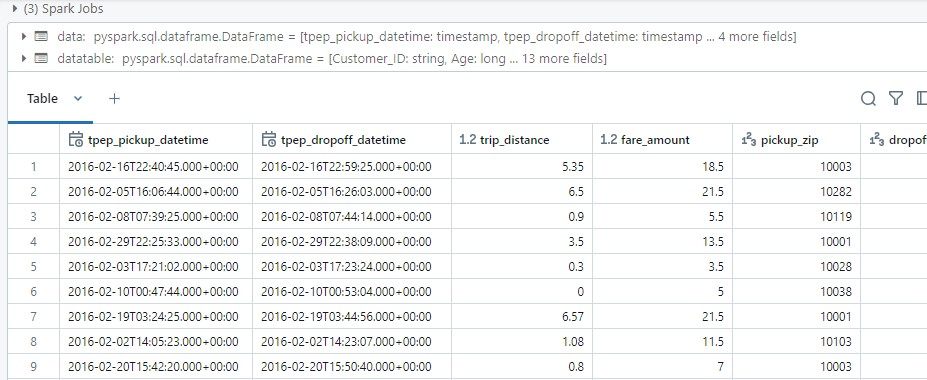 (3) Spark Jobs
data: pyspark.sql.dataframe.DataFrame = [tpep_pickup_datetime: timestamp, tpep_dropoff_datetime: timestamp ... 4 more fields]
datatable: pyspark.sql.dataframe.DataFrame = [Customer_ID: string, Age: long ... 13 more fields]
Table +
tpep_pickup_datetime tpep_dropoff_datetime 1.2 trip_distance 1.2 fare_amount 123 pickup_zip 123 dropof
1 2016-02-16T22:40:45.000+00:00 2016-02-16T22:59:25.000+00:00 5.35 18.5 10003
2 2016-02-05T16:06:44.000+00:00 2016-02-05T16:26:03.000+00:00 6.5 21.5 10282
3 2016-02-08T07:39:25.000+00:00 2016-02-08T07:44:14.000+00:00 0.9 5.5 10119
4 2016-02-29T22:25:33.000+00:00 2016-02-29T22:38:09.000+00:00 3.5 13.5 10001
5 2016-02-03T17:21:02.000+00:00 2016-02-03T17:23:24.000+00:00 0.3 3.5 10028
6 2016-02-10T00:47:44.000+00:00 2016-02-10T00:53:04.000+00:00 0 5 10038
7 2016-02-19T03:24:25.000+00:00 2016-02-19T03:44:56.000+00:00 6.57 21.5 10001
8 2016-02-02T14:05:23.000+00:00 2016-02-02T14:23:07.000+00:00 1.08 11.5 10103
9 2016-02-20T15:42:20.000+00:00 2016-02-20T15:50:40.000+00:00 0.8 7 10003